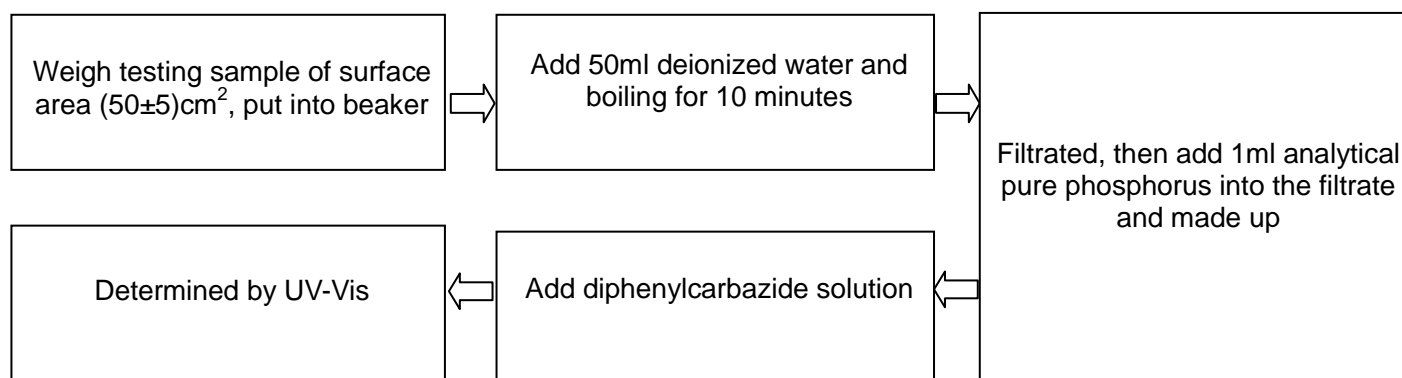 Weigh testing sample of surface
area (50±5)cm², put into beaker
Add 50ml deionized water and
boiling for 10 minutes
Filtrated, then add 1ml analytical
pure phosphorus into the filtrate
and made up
Add diphenylcarbazide solution
Determined by UV-Vis